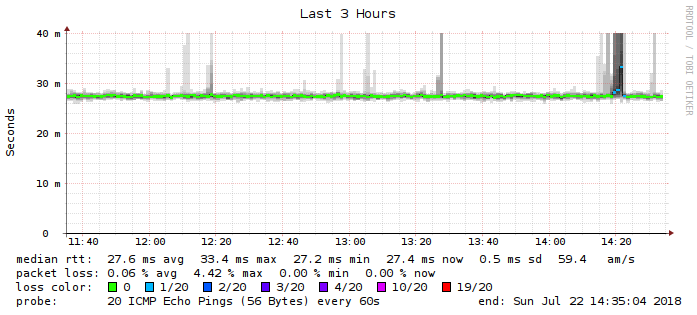 Last 3 Hours
RRDTOOL / TOBI OETIKER
Seconds
40 m
30 m
20 m
10 m
0
11:40 12:00 12:20 12:40 13:00 13:20 13:40 14:00 14:20
median rtt: 27.6 ms avg 33.4 ms max 27.2 ms min 27.4 ms now 0.5 ms sd 59.4 am/s
packet loss: 0.06 % avg 4.42 % max 0.00 % min 0.00 % now
loss color: 0 1/20 2/20 3/20 4/20 10/20 19/20
probe: 20 ICMP Echo Pings (56 Bytes) every 60s end: Sun Jul 22 14:35:04 2018